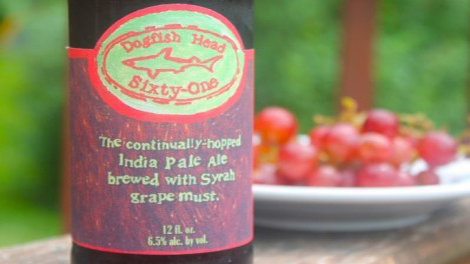 Dogfish Head
Sixty-One
The continually-hopped
India Pale Ale
brewed with Syrah
grape must.
12 fl. oz.
6.5% alc. by vol.